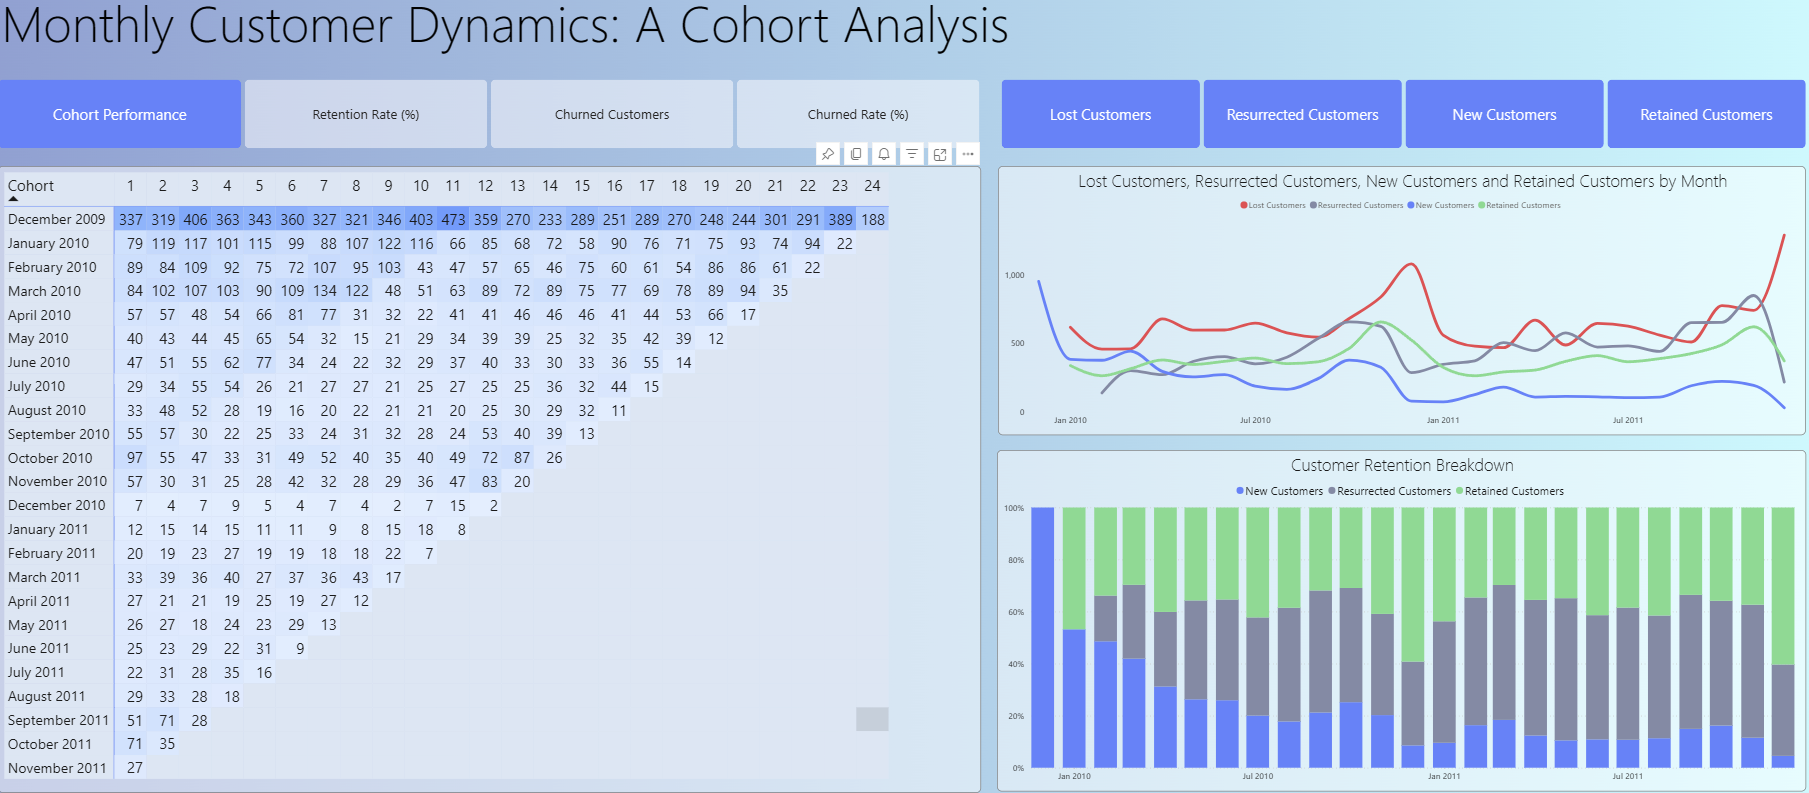 Monthly Customer Dynamics: A Cohort Analysis
Cohort Performance
Retention Rate (%)
Churned Customers
Churned Rate (%)
Lost Customers
Resurrected Customers
New Customers
Retained Customers
Cohort 1 2 3 4 5 6 7 8 9 10 11 12 13 14 15 16 17 18 19 20 21 22 23 24
December 2009 337 319 406 363 343 360 327 321 346 403 473 359 270 233 289 251 289 270 248 244 301 291 389 188
January 2010 79 119 117 101 115 99 88 107 122 116 66 85 68 72 58 90 76 71 75 93 74 94 22
February 2010 89 84 109 92 75 72 107 95 103 43 47 57 65 46 75 60 61 54 86 86 61 22
March 2010 84 102 107 103 90 109 134 122 48 51 63 89 72 89 75 77 69 78 89 94 35
April 2010 57 57 48 54 66 81 77 31 32 22 41 41 46 46 46 41 44 53 66 17
May 2010 40 43 44 45 65 54 32 15 21 29 34 39 39 25 32 35 42 39 12
June 2010 47 51 55 62 77 34 24 22 32 29 37 40 33 30 33 36 55 14
July 2010 29 34 55 54 26 21 27 27 21 25 27 25 25 36 32 44 15
August 2010 33 48 52 28 19 16 20 22 21 21 20 25 30 29 32 11
September 2010 55 57 30 22 25 33 24 31 32 28 24 53 40 39 13
October 2010 97 55 47 33 31 49 52 40 35 40 49 72 87 26
November 2010 57 30 31 25 28 42 32 28 29 36 47 83 20
December 2010 7 4 7 9 5 4 7 4 2 7 15 2
January 2011 12 15 14 15 11 11 9 8 15 18 8
February 2011 20 19 23 27 19 19 18 18 22 7
March 2011 33 39 36 40 27 37 36 43 17
April 2011 27 21 21 19 25 19 27 12
May 2011 26 27 18 24 23 29 13
June 2011 25 23 29 22 31 9
July 2011 22 31 28 35 16
August 2011 29 33 28 18
September 2011 51 71 28
October 2011 71 35
November 2011 27
Lost Customers, Resurrected Customers, New Customers and Retained Customers by Month
Lost Customers Resurrected Customers New Customers Retained Customers
1,000
500
0
Jan 2010 Jul 2010 Jan 2011 Jul 2011
Customer Retention Breakdown
New Customers Resurrected Customers Retained Customers
100%
80%
60%
40%
20%
0%
Jan 2010 Jul 2010 Jan 2011 Jul 2011